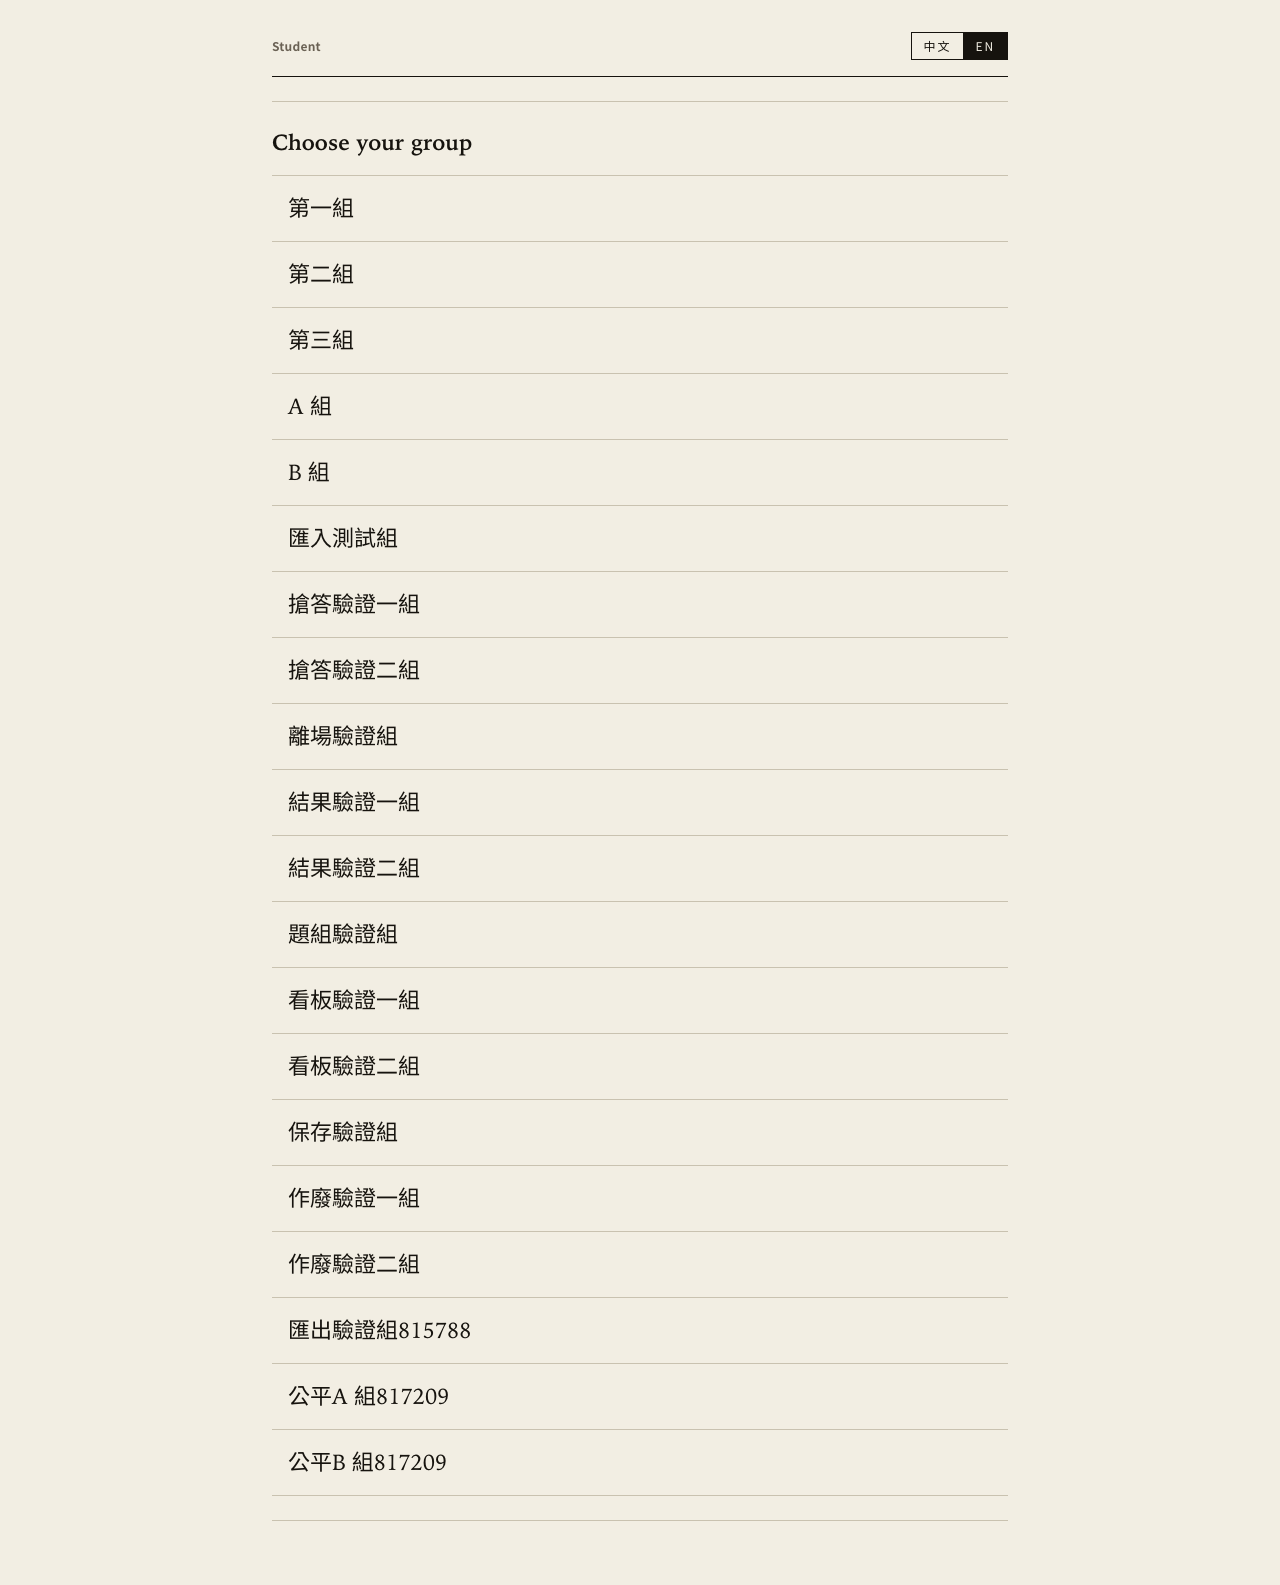 Student
中文 EN
Choose your group
第一組
第二組
第三組
A 組
B 組
匯入測試組
搶答驗證一組
搶答驗證二組
離場驗證組
結果驗證一組
結果驗證二組
題組驗證組
看板驗證一組
看板驗證二組
保存驗證組
作廢驗證一組
作廢驗證二組
匯出驗證組815788
公平A 組817209
公平B 組817209